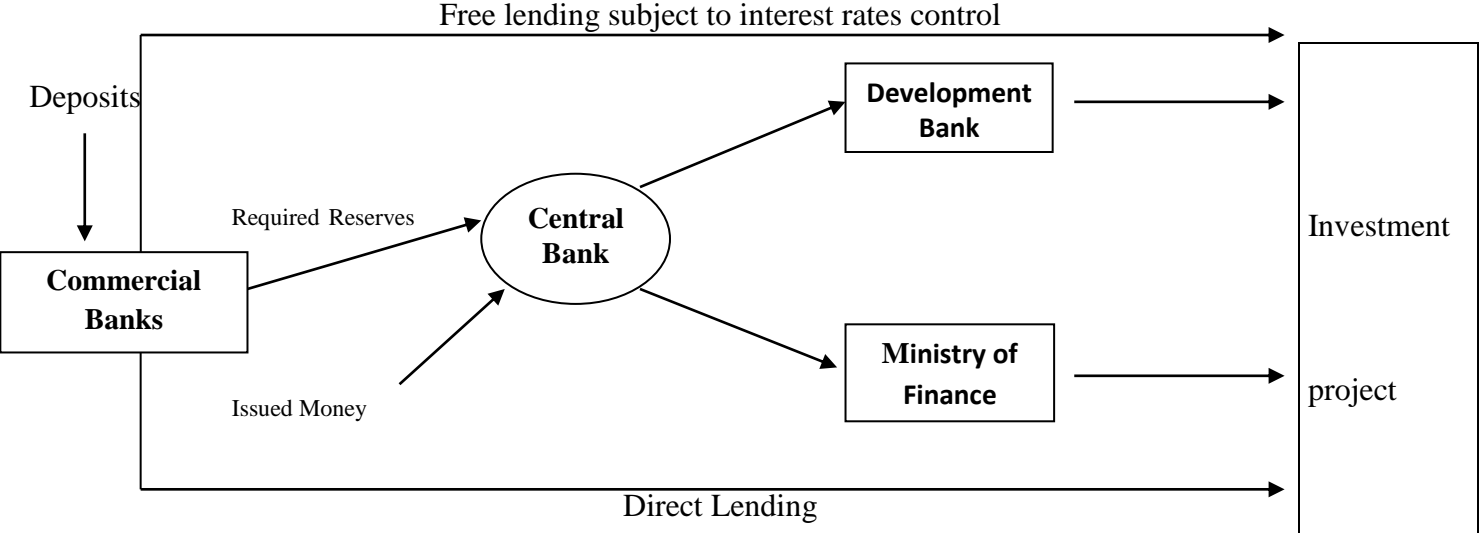 Free lending subject to interest rates control
Deposits
Development
Bank
Required Reserves
Central
Bank
Investment
Commercial
Banks
Ministry of
Finance
project
Issued Money
Direct Lending